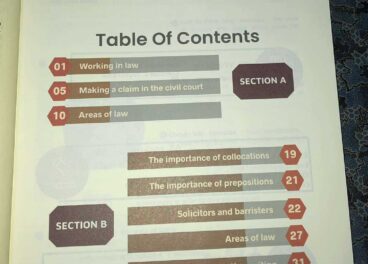 Table Of Contents
01 Working in law
05 Making a claim in the civil court
10 Areas of law
SECTION A
The importance of collocations 19
The importance of prepositions 21
Solicitors and barristers 22
SECTION B
Areas of law 27
31